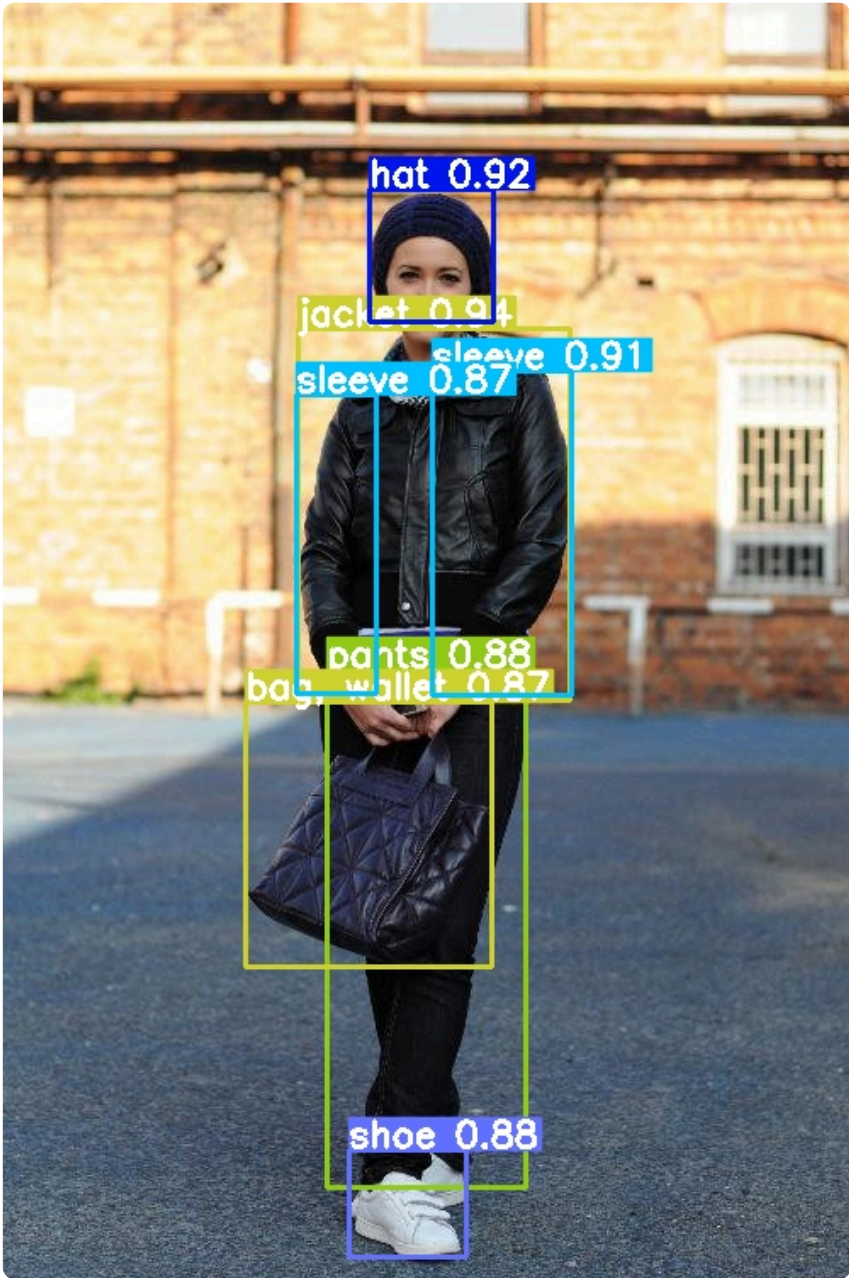 hat 0.92
jacket 0.94
sleeve 0.91
sleeve 0.87
pants 0.88
bag, wallet 0.87
shoe 0.88